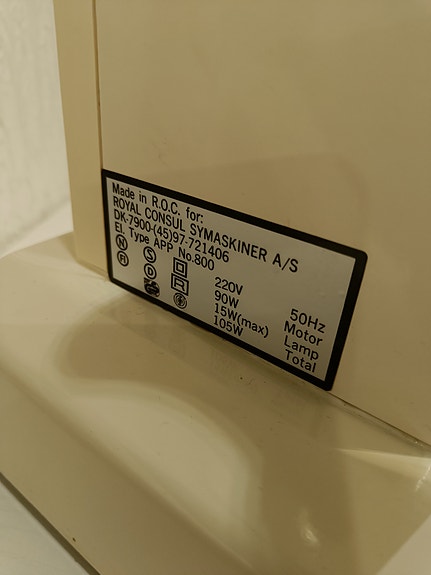 Made in R.O.C. for:
ROYAL CONSUL SYMASKINER A/S
DK-7900-(45)97-721406
El. Type APP No.800
N S
220V 50Hz
R D
90W Motor
15W(max) Lamp
105W Total